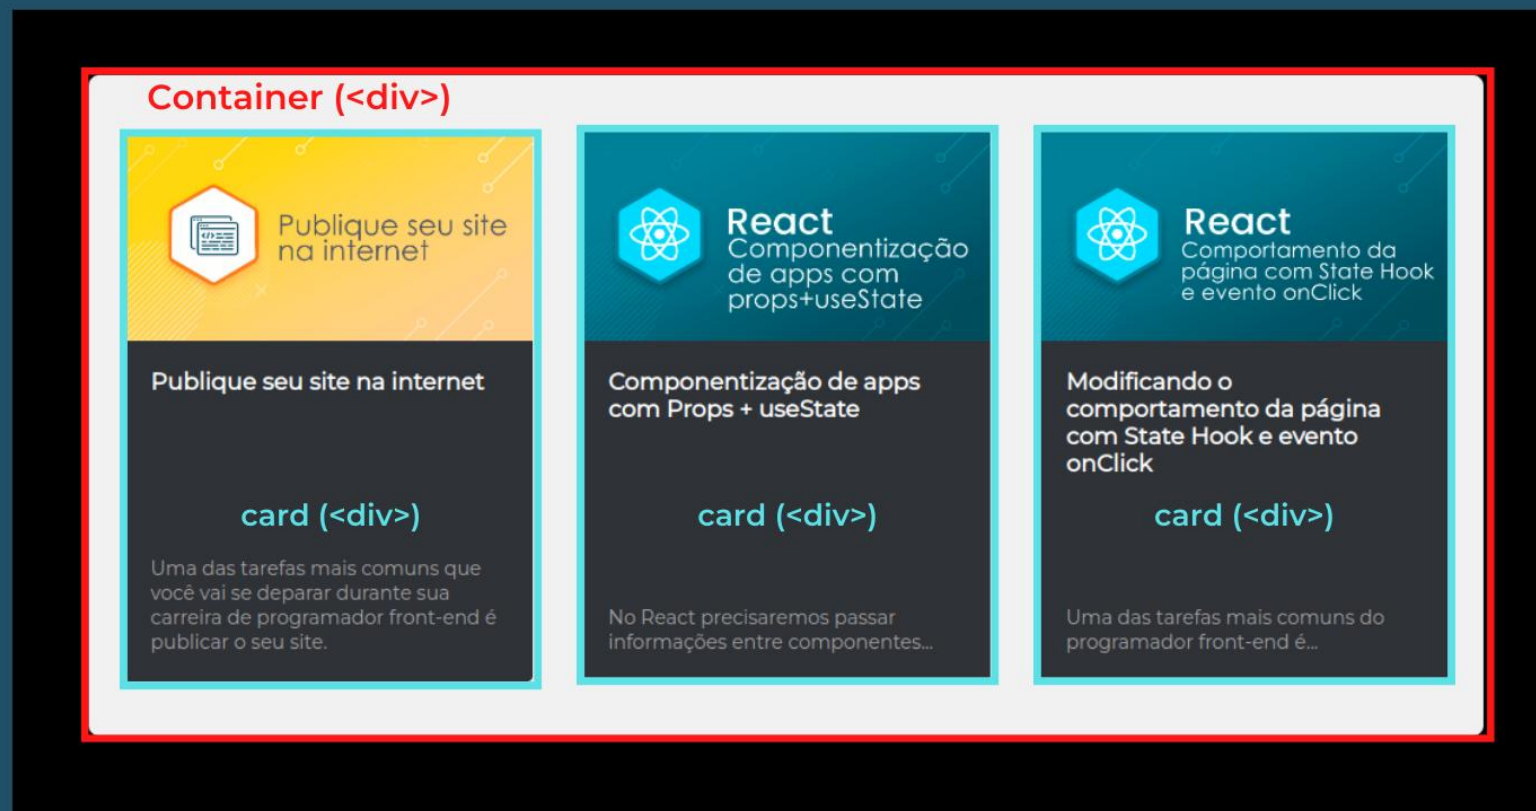 Container (<div>)
Publique seu site
na internet
Publique seu site na internet
card (<div>)
Uma das tarefas mais comuns que
você vai se deparar durante sua
carreira de programador front-end é
publicar o seu site.
React
Componentização
de apps com
props+useState
Componentização de apps
com Props + useState
card (<div>)
No React precisaremos passar
informações entre componentes...
React
Comportamento da
página com State Hook
e evento onClick
Modificando o
comportamento da página
com State Hook e evento
onClick
card (<div>)
Uma das tarefas mais comuns do
programador front-end é...